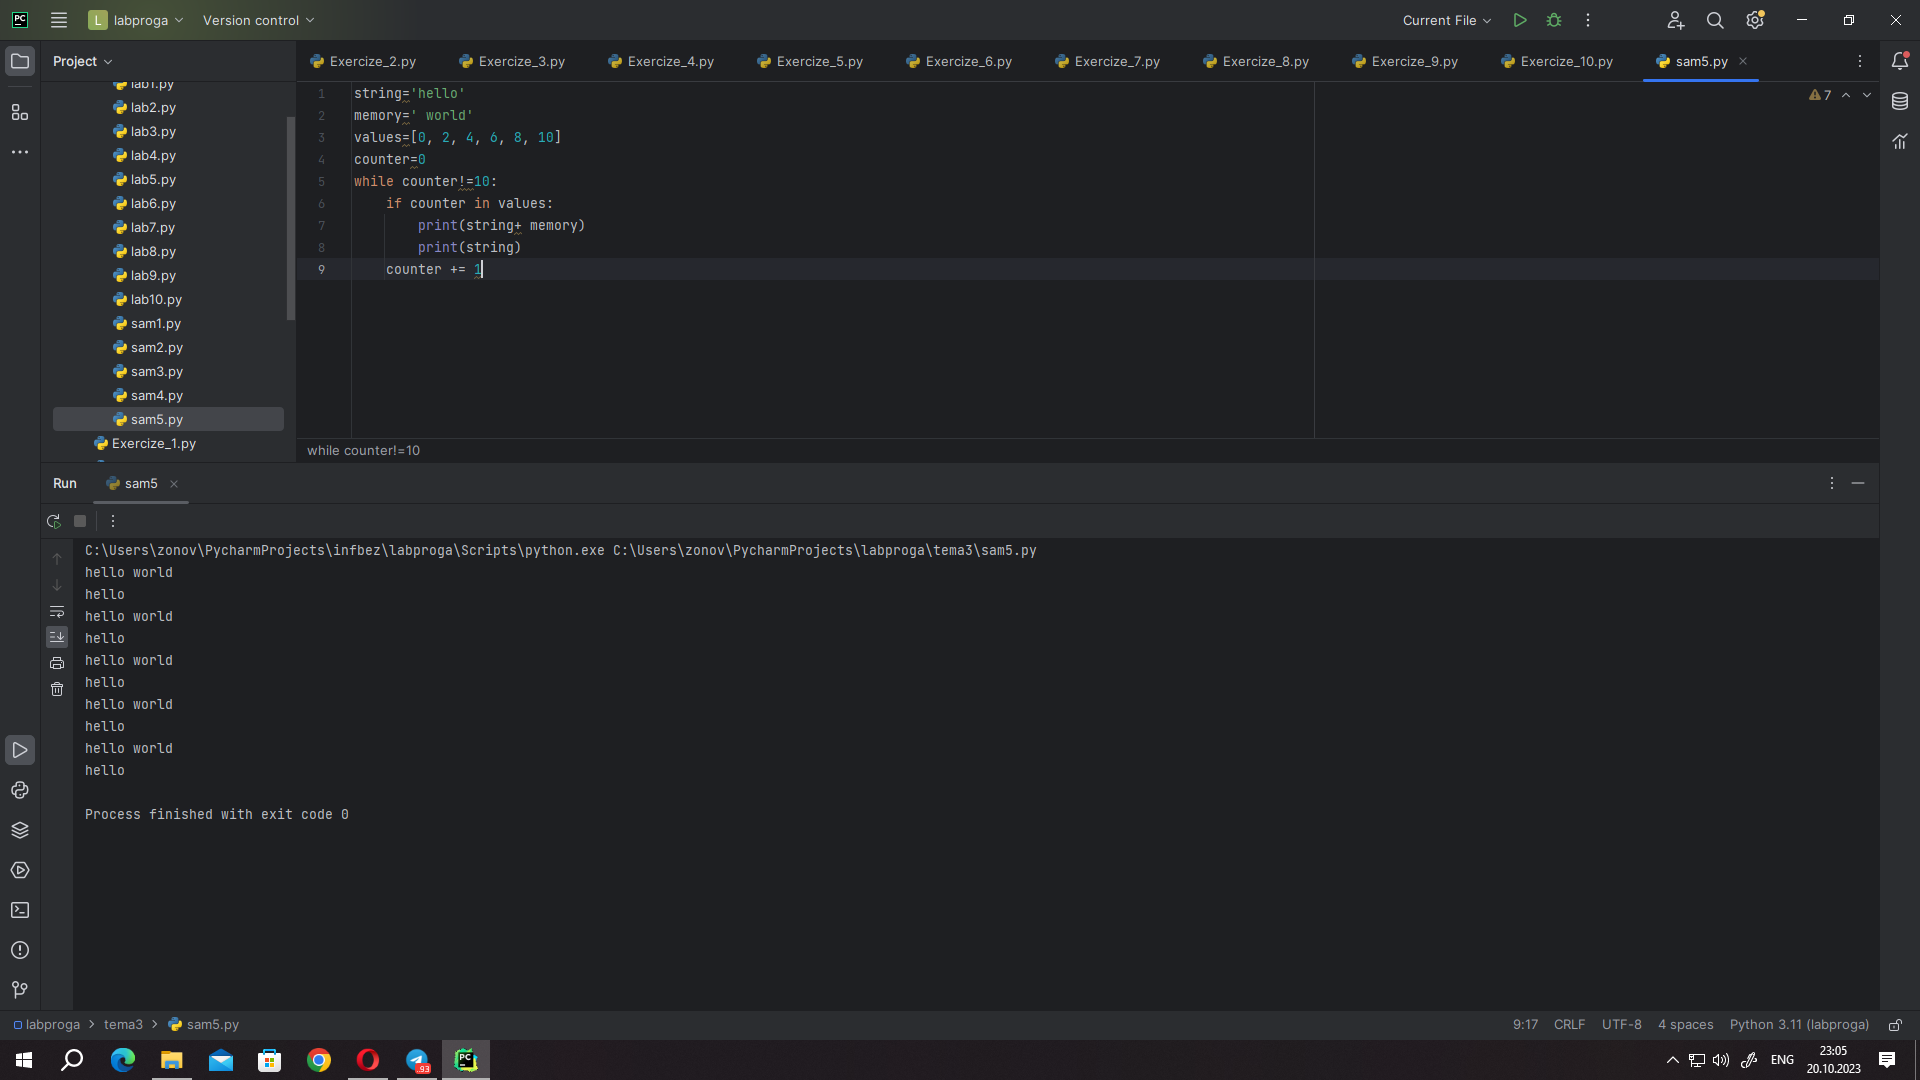 PC L labproga Version control Current File
Project
Exercize_2.py Exercize_3.py Exercize_4.py Exercize_5.py Exercize_6.py Exercize_7.py Exercize_8.py Exercize_9.py Exercize_10.py sam5.py
lab1.py
lab2.py
lab3.py
lab4.py
lab5.py
lab6.py
lab7.py
lab8.py
lab9.py
lab10.py
sam1.py
sam2.py
sam3.py
sam4.py
sam5.py
Exercize_1.py
1 string='hello'
2 memory=' world'
3 values=[0, 2, 4, 6, 8, 10]
4 counter=0
5 while counter!=10:
6     if counter in values:
7         print(string+ memory)
8         print(string)
9     counter += 1
7
while counter!=10
Run sam5
C:\Users\zonov\PycharmProjects\infbez\labproga\Scripts\python.exe C:\Users\zonov\PycharmProjects\labproga\tema3\sam5.py
hello world
hello
hello world
hello
hello world
hello
hello world
hello
hello world
hello
Process finished with exit code 0
labproga tema3 sam5.py 9:17 CRLF UTF-8 4 spaces Python 3.11 (labproga)
93 PC ENG 23:05
20.10.2023